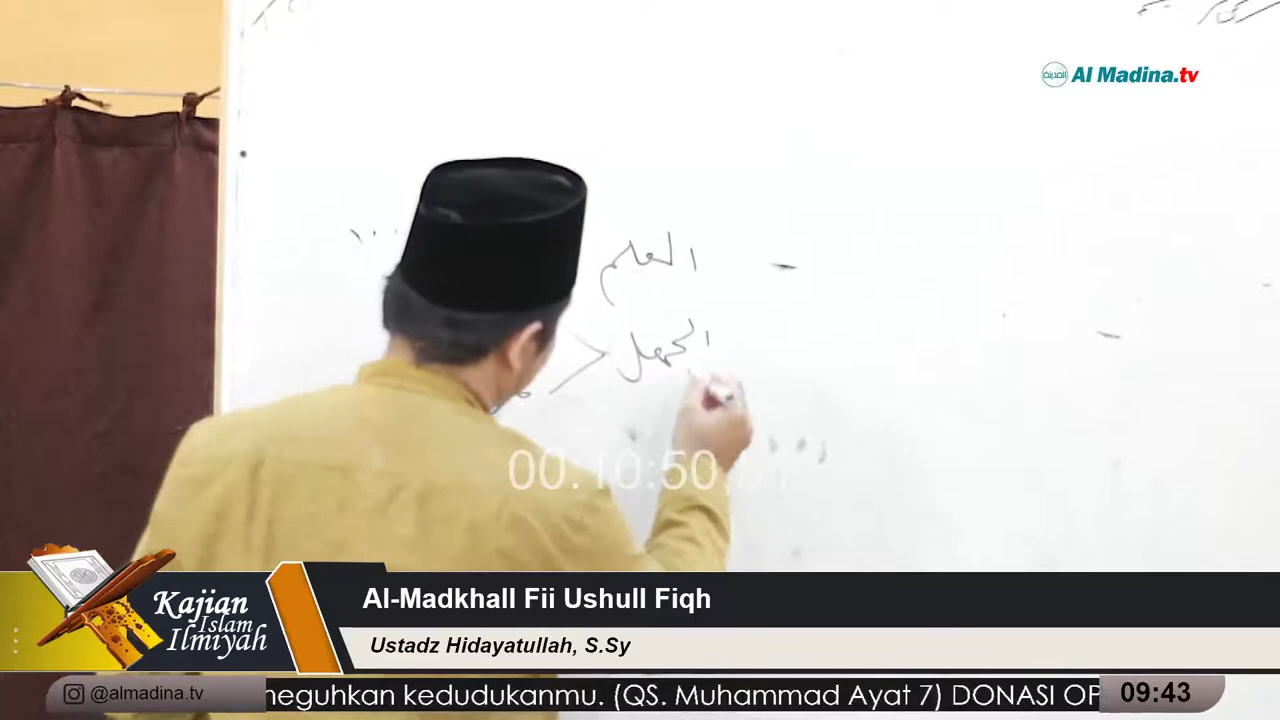 Al Madina.tv
العلم -
الجهل
00:10:50
Al-Madkhall Fii Ushull Fiqh
Kajian
Islam
Ilmiyah
Ustadz Hidayatullah, S.Sy
@almadina.tv
neguhkan kedudukanmu. (QS. Muhammad Ayat 7) DONASI OP
09:43